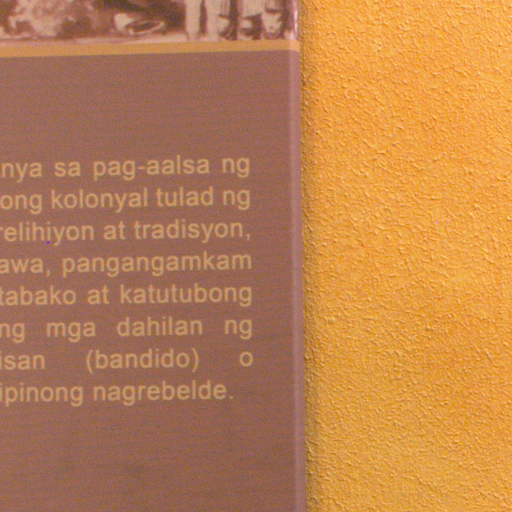 nya sa pag-aalsa ng
ong kolonyal tulad ng
relihiyon at tradisyon,
awa, pangangamkam
tabako at katutubong
ng mga dahilan ng
isan (bandido) o
ipinong nagrebelde.